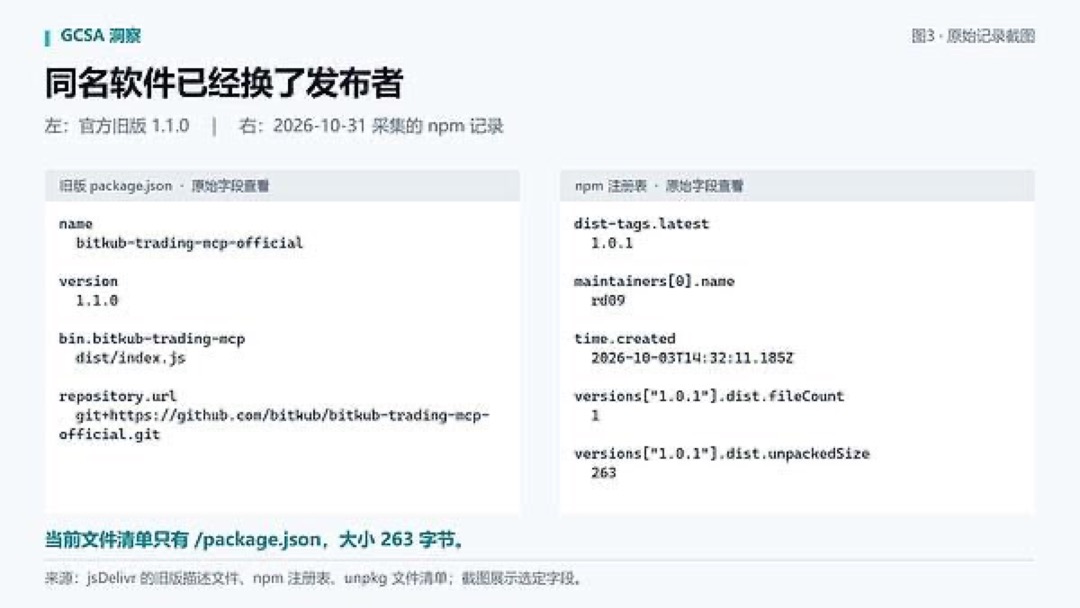 GCSA 洞察
图3 · 原始记录截图
同名软件已经换了发布者
左：官方旧版 1.1.0 | 右：2026-10-31 采集的 npm 记录
旧版 package.json · 原始字段查看
name
bitkub-trading-mcp-official
version
1.1.0
bin.bitkub-trading-mcp
dist/index.js
repository.url
git+https://github.com/bitkub/bitkub-trading-mcp-
official.git
npm 注册表 · 原始字段查看
dist-tags.latest
1.0.1
maintainers[0].name
rd09
time.created
2026-10-03T14:32:11.185Z
versions["1.0.1"].dist.fileCount
1
versions["1.0.1"].dist.unpackedSize
263
当前文件清单只有 /package.json，大小 263 字节。
来源：jsDelivr 的旧版描述文件、npm 注册表、unpkg 文件清单；截图展示选定字段。